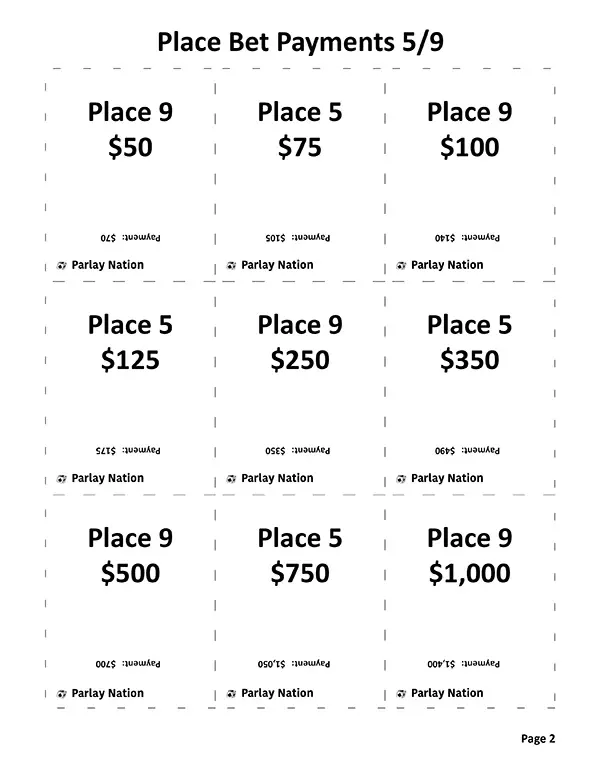 Place Bet Payments 5/9
Place 9
$50
Payment: $70
Parlay Nation
Place 5
$75
Payment: $105
Parlay Nation
Place 9
$100
Payment: $140
Parlay Nation
Place 5
$125
Payment: $175
Parlay Nation
Place 9
$250
Payment: $350
Parlay Nation
Place 5
$350
Payment: $490
Parlay Nation
Place 9
$500
Payment: $700
Parlay Nation
Place 5
$750
Payment: $1,050
Parlay Nation
Place 9
$1,000
Payment: $1,400
Parlay Nation
Page 2